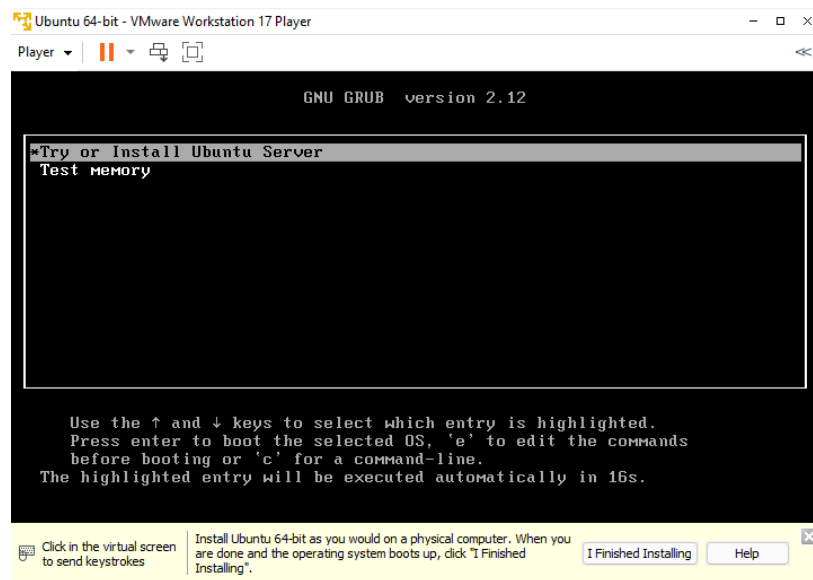 Ubuntu 64-bit - VMware Workstation 17 Player
Player
GNU GRUB version 2.12
*Try or Install Ubuntu Server
Test memory
Use the ↑ and ↓ keys to select which entry is highlighted.
Press enter to boot the selected OS, `e' to edit the commands
before booting or `c' for a command-line.
The highlighted entry will be executed automatically in 16s.
Click in the virtual screen
to send keystrokes
Install Ubuntu 64-bit as you would on a physical computer. When you
are done and the operating system boots up, click "I Finished
Installing".
I Finished Installing
Help